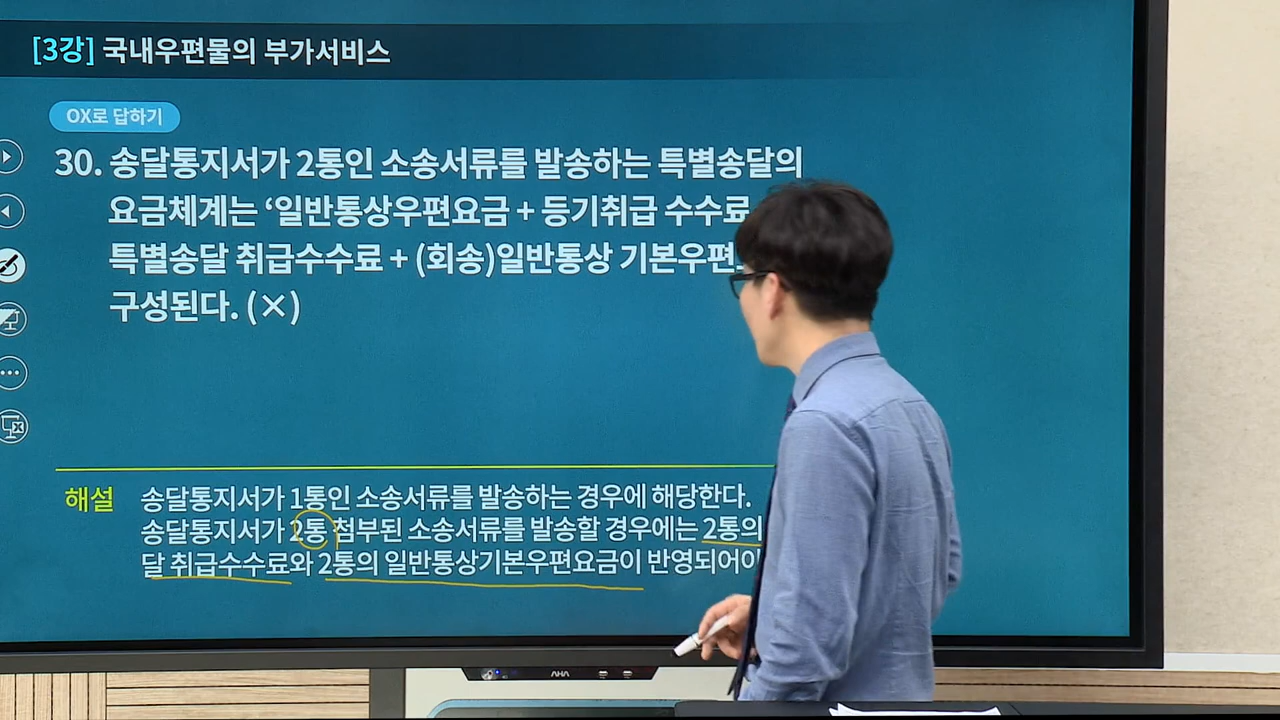 [3강] 국내우편물의 부가서비스
OX로 답하기
30. 송달통지서가 2통인 소송서류를 발송하는 특별송달의
요금체계는 ‘일반통상우편요금 + 등기취급 수수료
특별송달 취급수수료 + (회송)일반통상 기본우편
구성된다. (×)
해설 송달통지서가 1통인 소송서류를 발송하는 경우에 해당한다.
송달통지서가 2통 첨부된 소송서류를 발송할 경우에는 2통의
달 취급수수료와 2통의 일반통상기본우편요금이 반영되어야
AHA